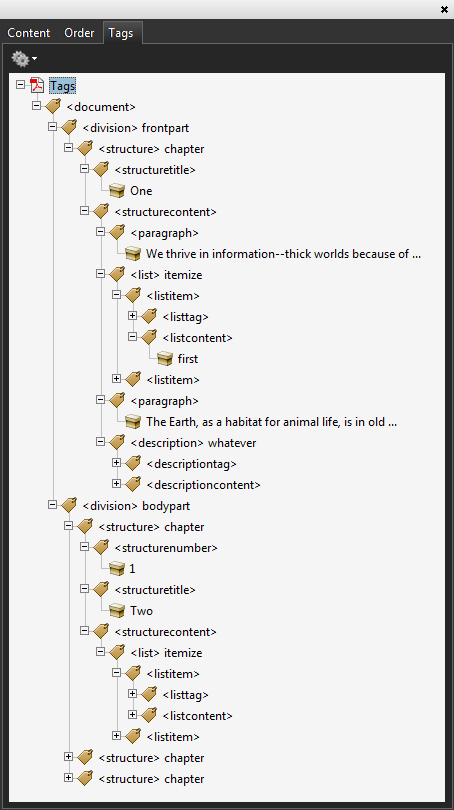 Content Order Tags
Tags
<document>
<division> frontpart
<structure> chapter
<structuretitle>
One
<structurecontent>
<paragraph>
We thrive in information--thick worlds because of ...
<list> itemize
<listitem>
<listtag>
<listcontent>
first
<listitem>
<paragraph>
The Earth, as a habitat for animal life, is in old ...
<description> whatever
<descriptiontag>
<descriptioncontent>
<division> bodypart
<structure> chapter
<structurenumber>
1
<structuretitle>
Two
<structurecontent>
<list> itemize
<listitem>
<listtag>
<listcontent>
<listitem>
<structure> chapter
<structure> chapter